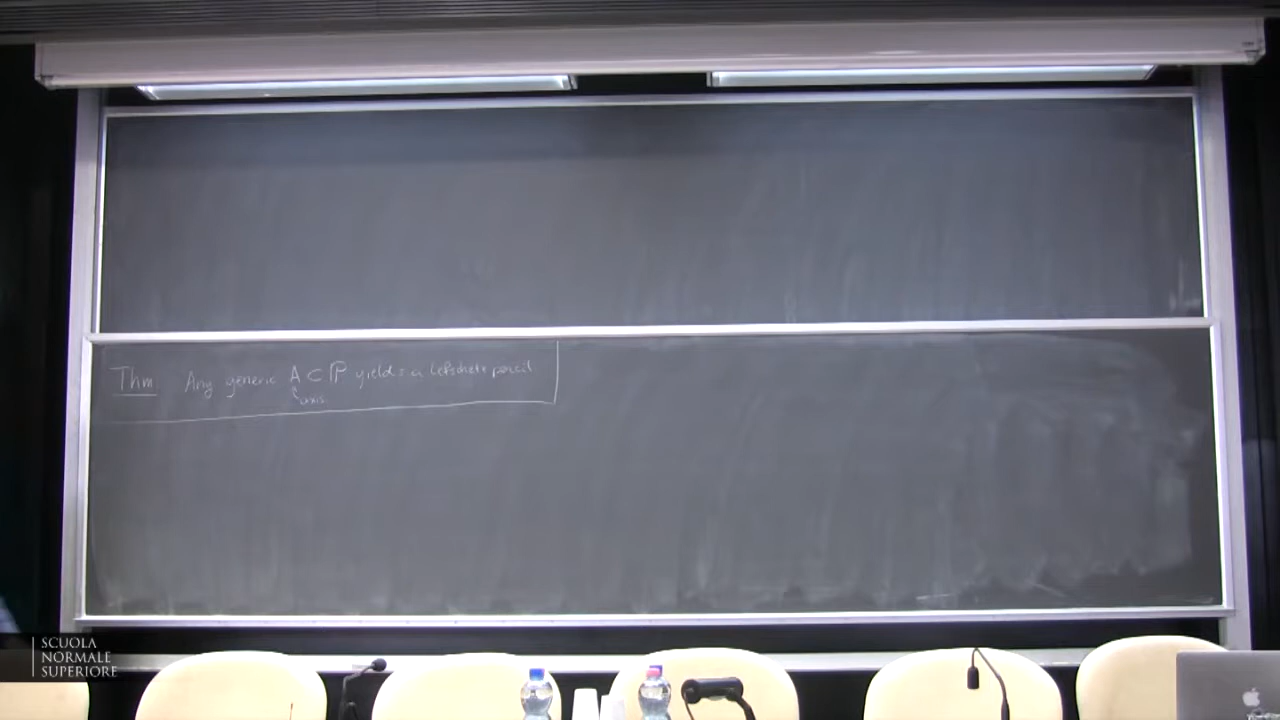 Thm Any generic A ⊂ ℙ yields a Lefschetz pencil
axis
SCUOLA
NORMALE
SUPERIORE